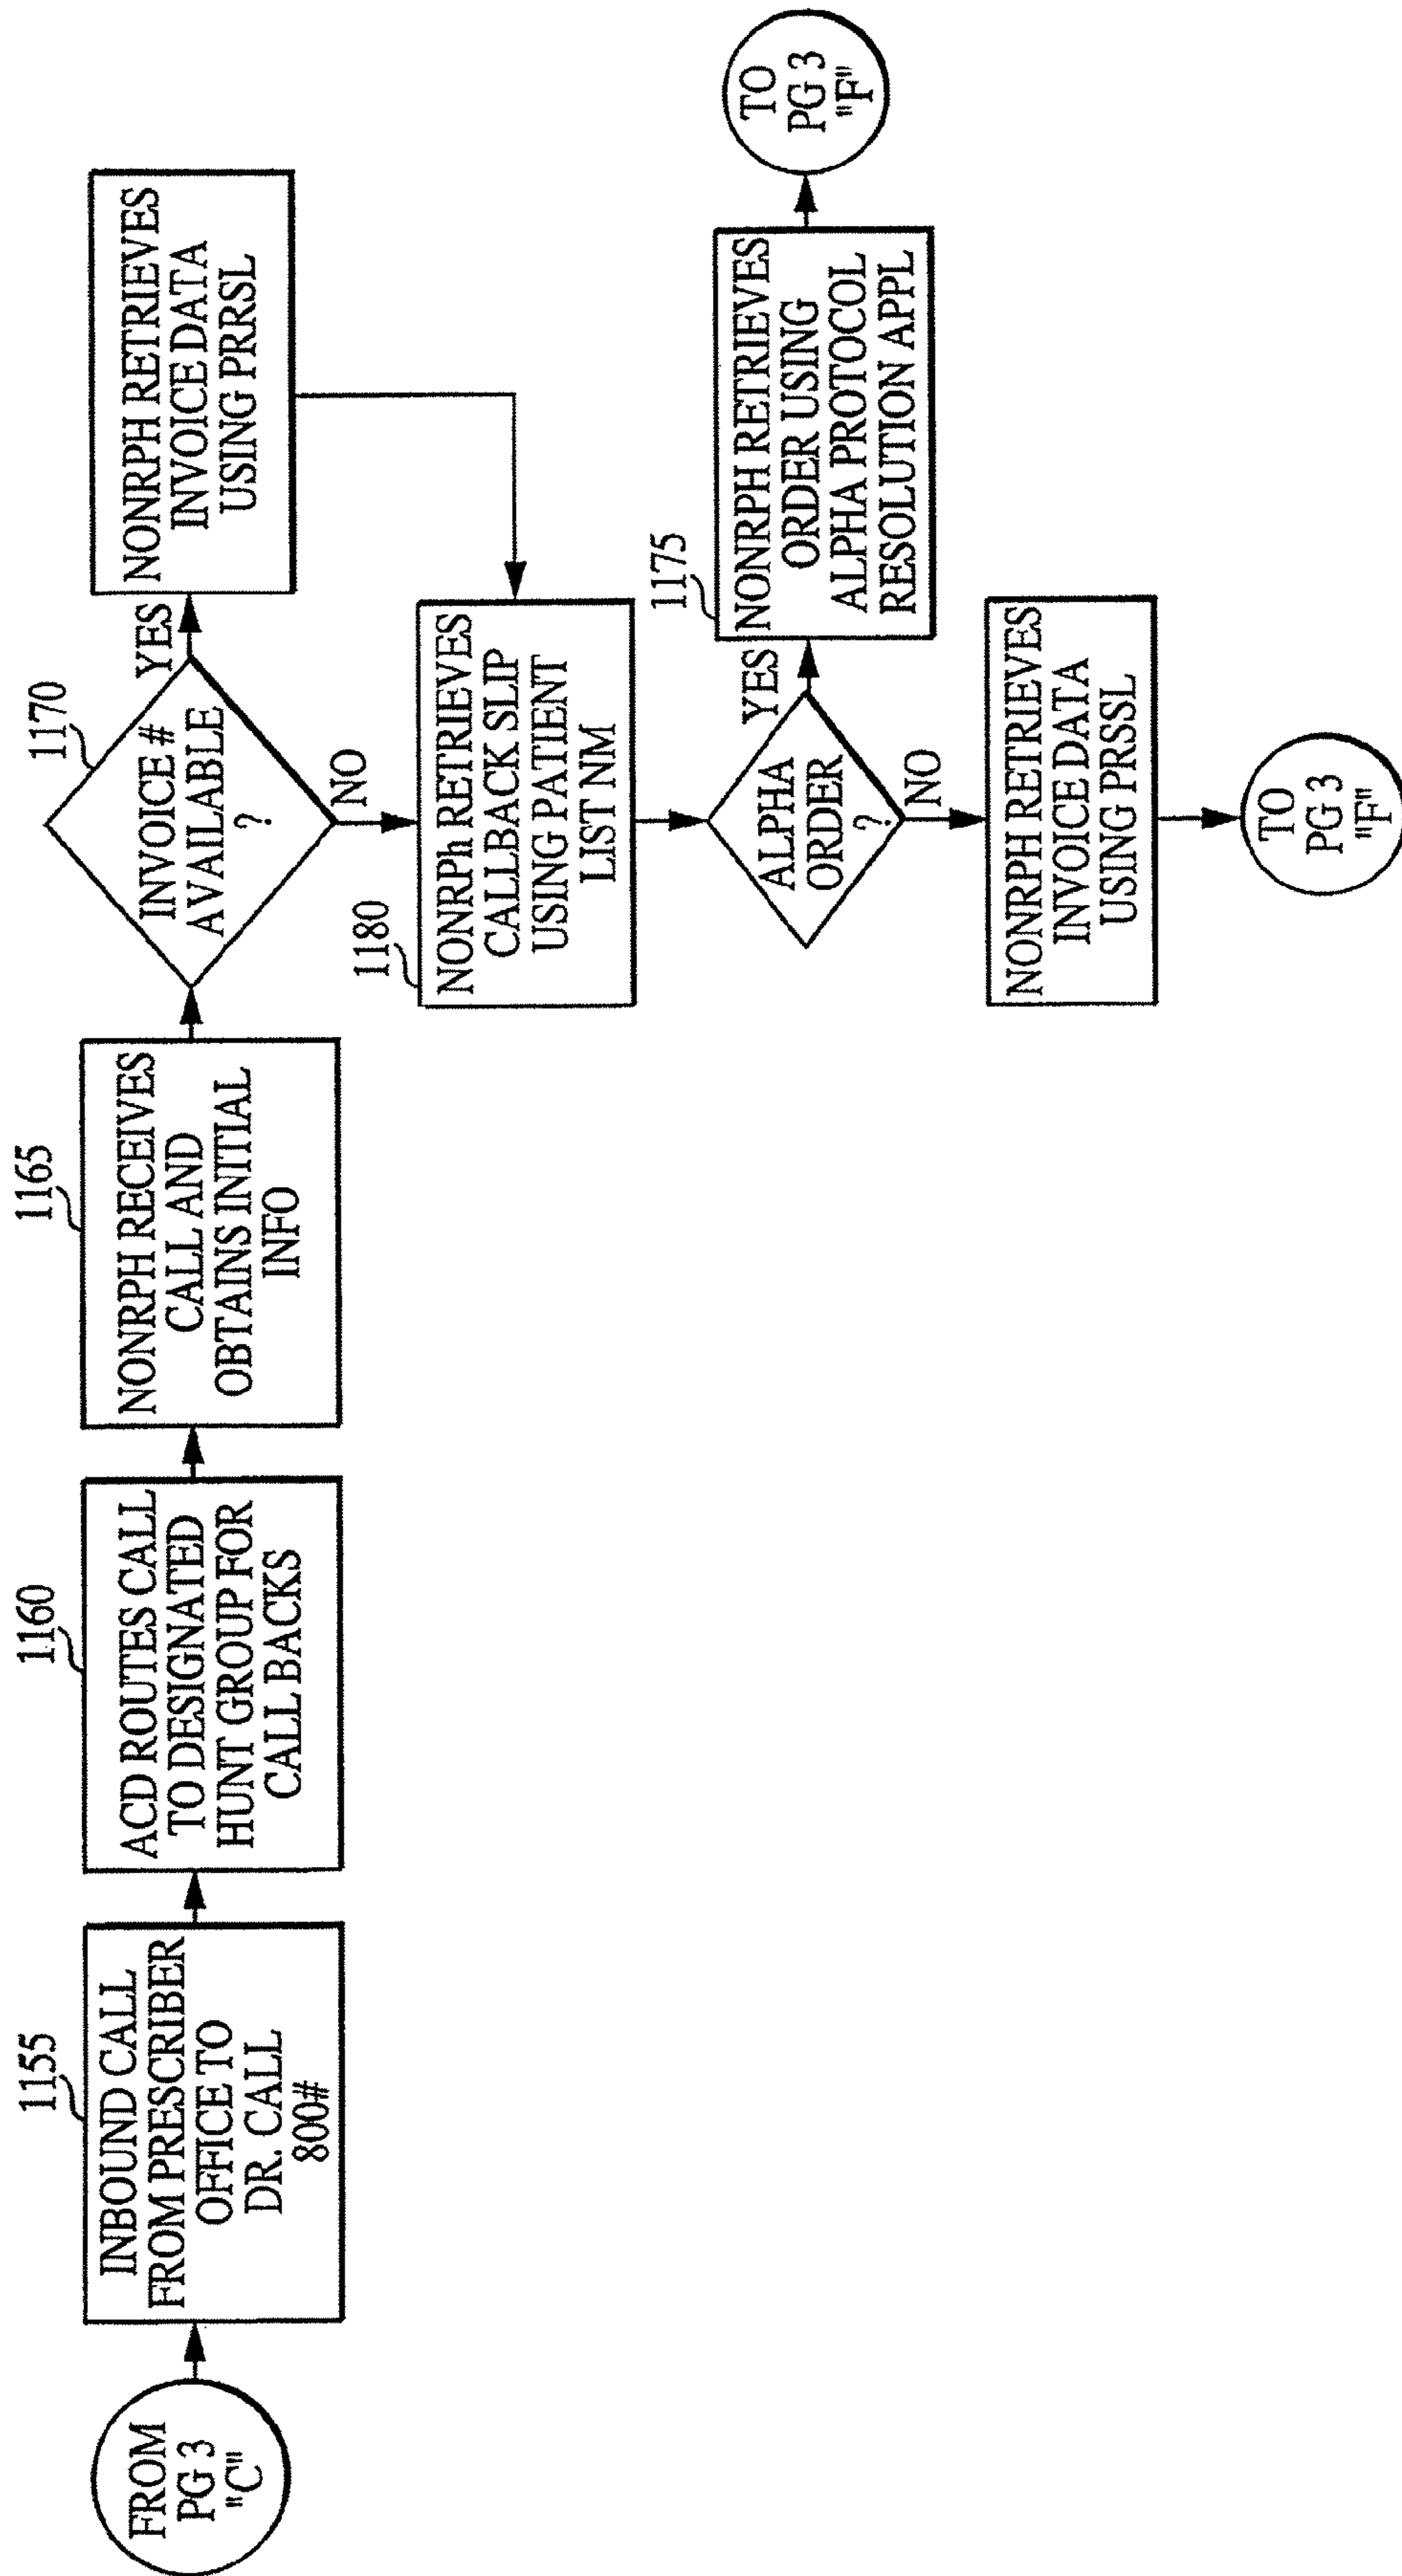 FROM
PG 3
"C"
1155
INBOUND CALL
FROM PRESCRIBER
OFFICE TO
DR. CALL
800#
1160
ACD ROUTES CALL
TO DESIGNATED
HUNT GROUP FOR
CALL BACKS
1165
NONRPH RECEIVES
CALL AND
OBTAINS INITIAL
INFO
1170
INVOICE #
AVAILABLE
?
YES
NONRPH RETRIEVES
INVOICE DATA
USING PRRSL
NO
1180
NONRPh RETRIEVES
CALLBACK SLIP
USING PATIENT
LIST NM
ALPHA
ORDER
?
YES
1175
NONRPH RETRIEVES
ORDER USING
ALPHA PROTOCOL
RESOLUTION APPL
TO
PG 3
"F"
NO
NONRPH RETRIEVES
INVOICE DATA
USING PRSSL
TO
PG 3
"F"